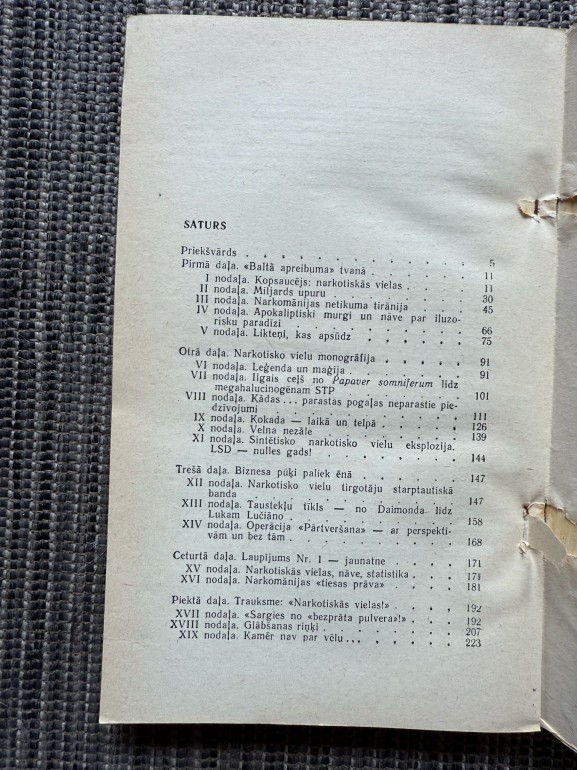 SATURS
Priekšvārds . . . . . . . . . . . 5
Pirmā daļa. «Baltā apreibuma» tvanā . . . . . 11
I nodaļa. Kopsaucējs: narkotiskās vielas . . . . 11
II nodaļa. Miljards upuru . . . . . . . 30
III nodaļa. Narkomānijas netikuma tirānija . . . 45
IV nodaļa. Apokaliptiski murgi un nāve par iluzo-
risku paradīzi . . . . . . . . 66
V nodaļa. Likteņi, kas apsūdz . . . . . . 75
Otrā daļa. Narkotisko vielu monogrāfija . . . . . 91
VI nodaļa. Leģenda un maģija . . . . . . 91
VII nodaļa. Ilgais ceļš no Papaver somniferum līdz
megahalucinogēnam STP . . . . . . 101
VIII nodaļa. Kādas... parastas pogaļas neparastie pie-
dzīvojumi . . . . . . . . . 111
IX nodaļa. Kokada — laikā un telpā . . . . . 126
X nodaļa. Velna nezāle . . . . . . . 139
XI nodaļa. Sintētisko narkotisko vielu eksplozija.
LSD — nulles gads! . . . . . . . 144
Trešā daļa. Biznesa pūķi paliek ēnā . . . . . . 147
XII nodaļa. Narkotisko vielu tirgotāju starptautiskā
banda . . . . . . . . . . 147
XIII nodaļa. Taustekļu tīkls — no Daimonda līdz
Lukam Lučiāno . . . . . . . . 158
XIV nodaļa. Operācija «Pārtveršana» — ar perspektī-
vām un bez tām . . . . . . . . 168
Ceturtā daļa. Laupījums Nr. 1 — jaunatne . . . . 171
XV nodaļa. Narkotiskās vielas, nāve, statistika . . . 171
XVI nodaļa. Narkomānijas «tiesas prāva» . . . . 181
Piektā daļa. Trauksme: «Narkotiskās vielas!» . . . . 192
XVII nodaļa. «Sargies no «bezprāta pulvera»!» . . . 192
XVIII nodaļa. Glābšanas riņķi . . . . . . . 207
XIX nodaļa. Kamēr nav par vēlu... . . . . . 223